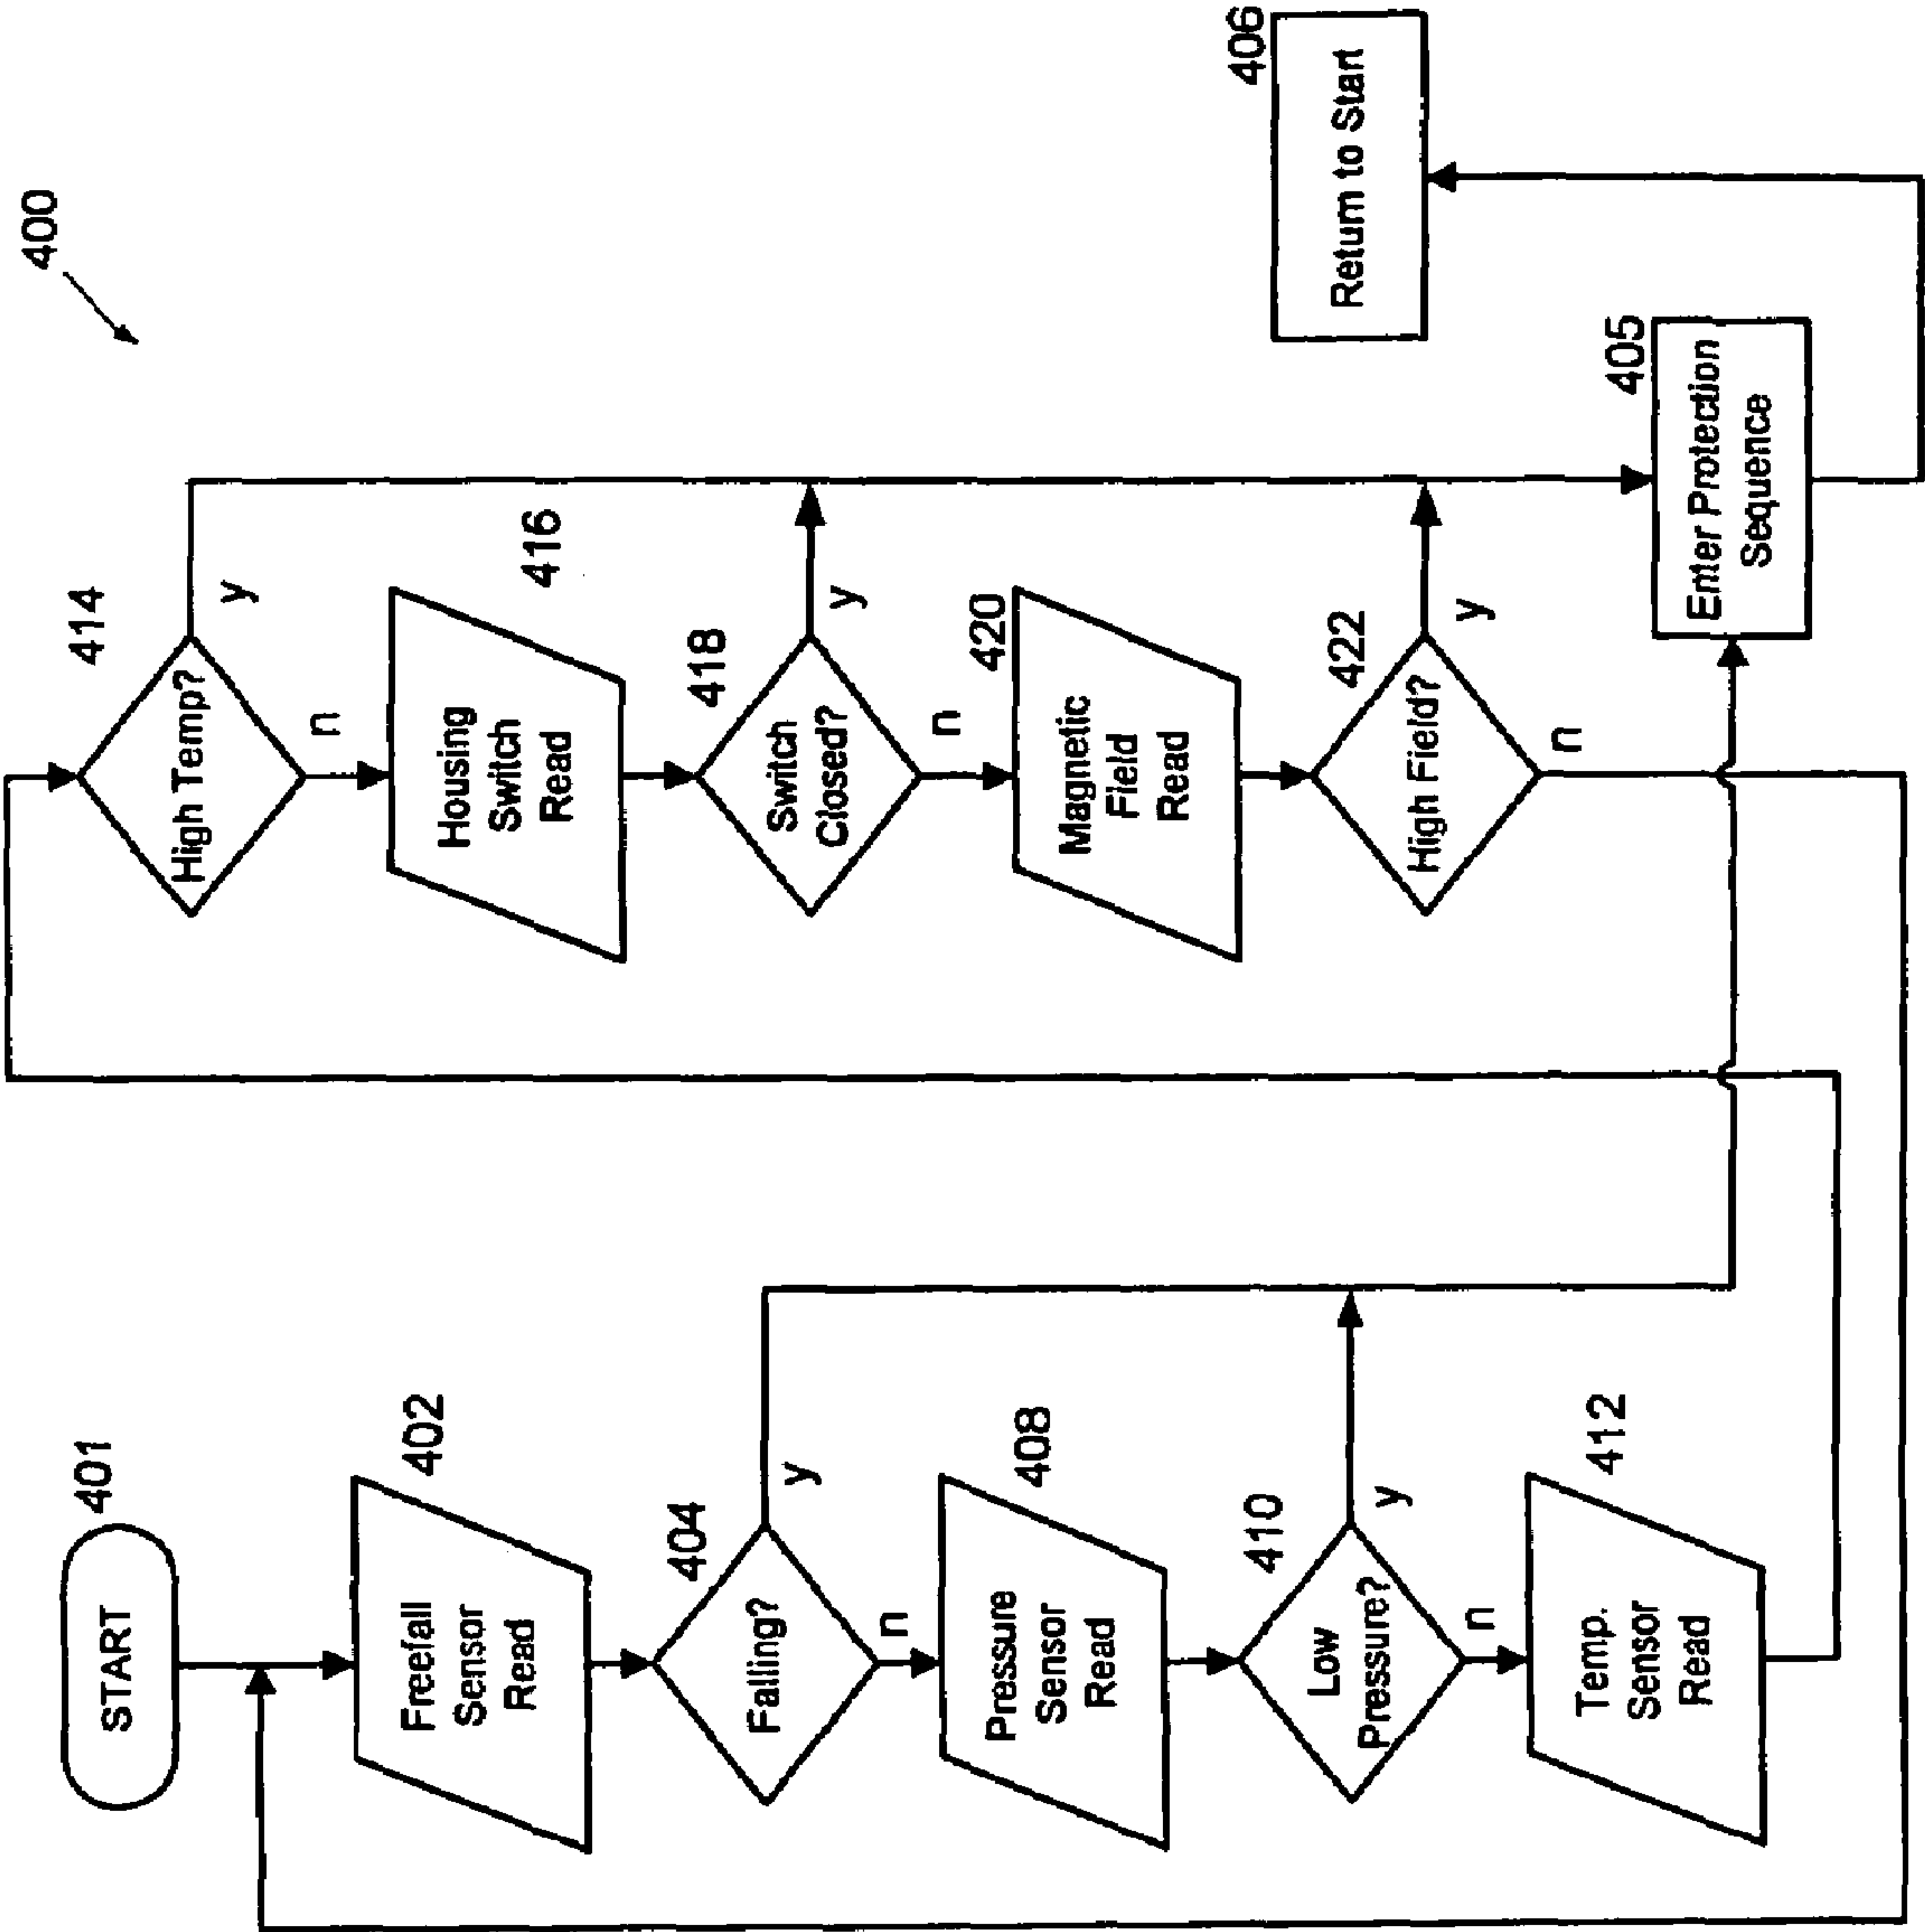 400
START
401
Freefall
Sensor
Read
402
Falling?
404
y
n
Pressure
Sensor
Read
408
Low
Pressure?
410
y
n
Temp.
Sensor
Read
412
High Temp?
414
y
n
Housing
Switch
Read
416
Switch
Closed?
418
y
n
Magnetic
Field
Read
420
High Field?
422
y
n
Enter Protection
Sequence
405
Return to Start
406